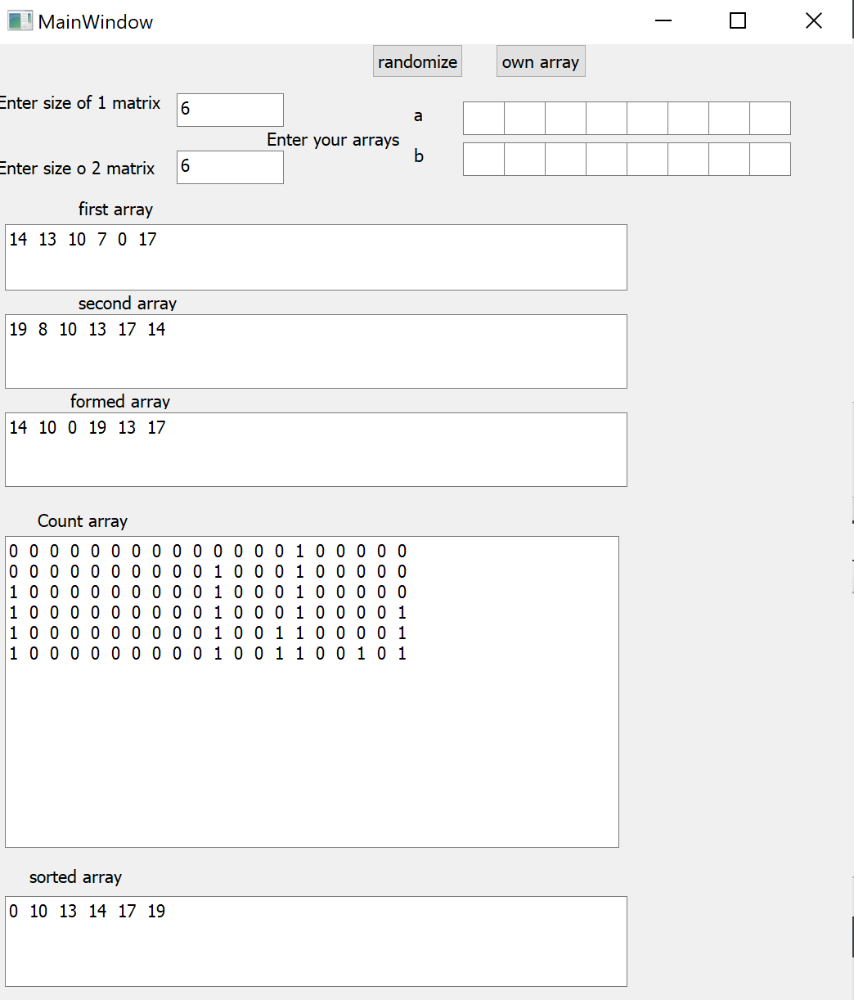 MainWindow
randomize own array
Enter size of 1 matrix 6
a
Enter your arrays
b
Enter size o 2 matrix 6
first array
14 13 10 7 0 17
second array
19 8 10 13 17 14
formed array
14 10 0 19 13 17
Count array
0 0 0 0 0 0 0 0 0 0 0 0 0 0 1 0 0 0 0 0
0 0 0 0 0 0 0 0 0 0 1 0 0 0 1 0 0 0 0 0
1 0 0 0 0 0 0 0 0 0 1 0 0 0 1 0 0 0 0 0
1 0 0 0 0 0 0 0 0 0 1 0 0 0 1 0 0 0 0 1
1 0 0 0 0 0 0 0 0 0 1 0 0 1 1 0 0 0 0 1
1 0 0 0 0 0 0 0 0 0 1 0 0 1 1 0 0 1 0 1
sorted array
0 10 13 14 17 19